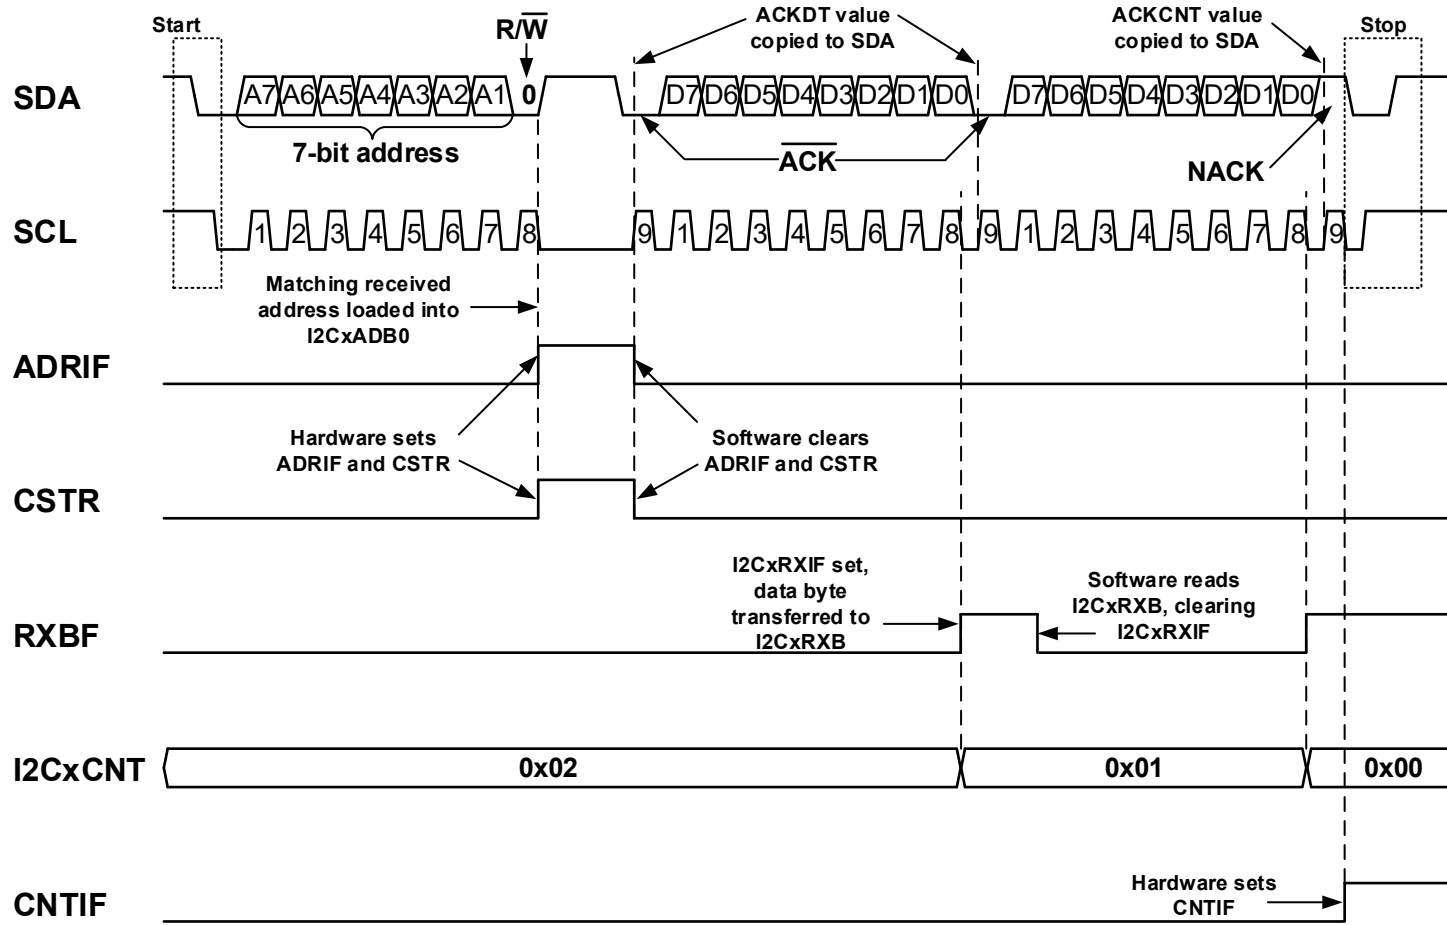 Start
R/W
ACKDT value
copied to SDA
ACKCNT value
copied to SDA
Stop
SDA
A7 A6 A5 A4 A3 A2 A1 0 D7 D6 D5 D4 D3 D2 D1 D0 D7 D6 D5 D4 D3 D2 D1 D0
7-bit address
ACK
NACK
SCL
1 2 3 4 5 6 7 8 9 1 2 3 4 5 6 7 8 9 1 2 3 4 5 6 7 8 9
Matching received
address loaded into
I2CxADB0
ADRIF
Hardware sets
ADRIF and CSTR
Software clears
ADRIF and CSTR
CSTR
I2CxRXIF set,
data byte
transferred to
I2CxRXB
Software reads
I2CxRXB, clearing
I2CxRXIF
RXBF
I2CxCNT
0x02 0x01 0x00
Hardware sets
CNTIF
CNTIF